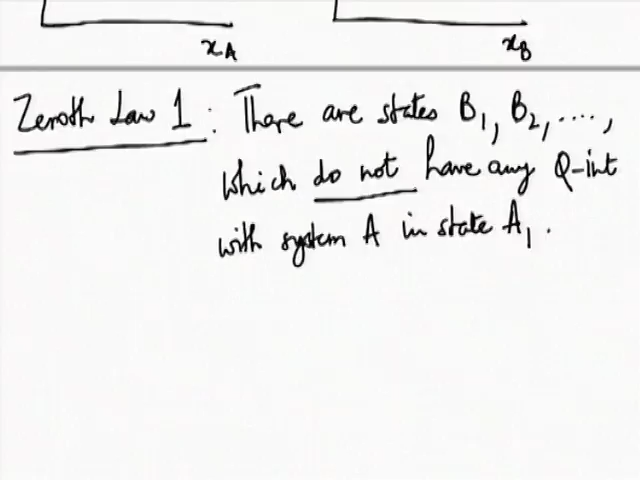 x_A x_B
Zeroth Law 1 : There are states B₁, B₂, ....,
which do not have any Q-int
with system A in state A₁.